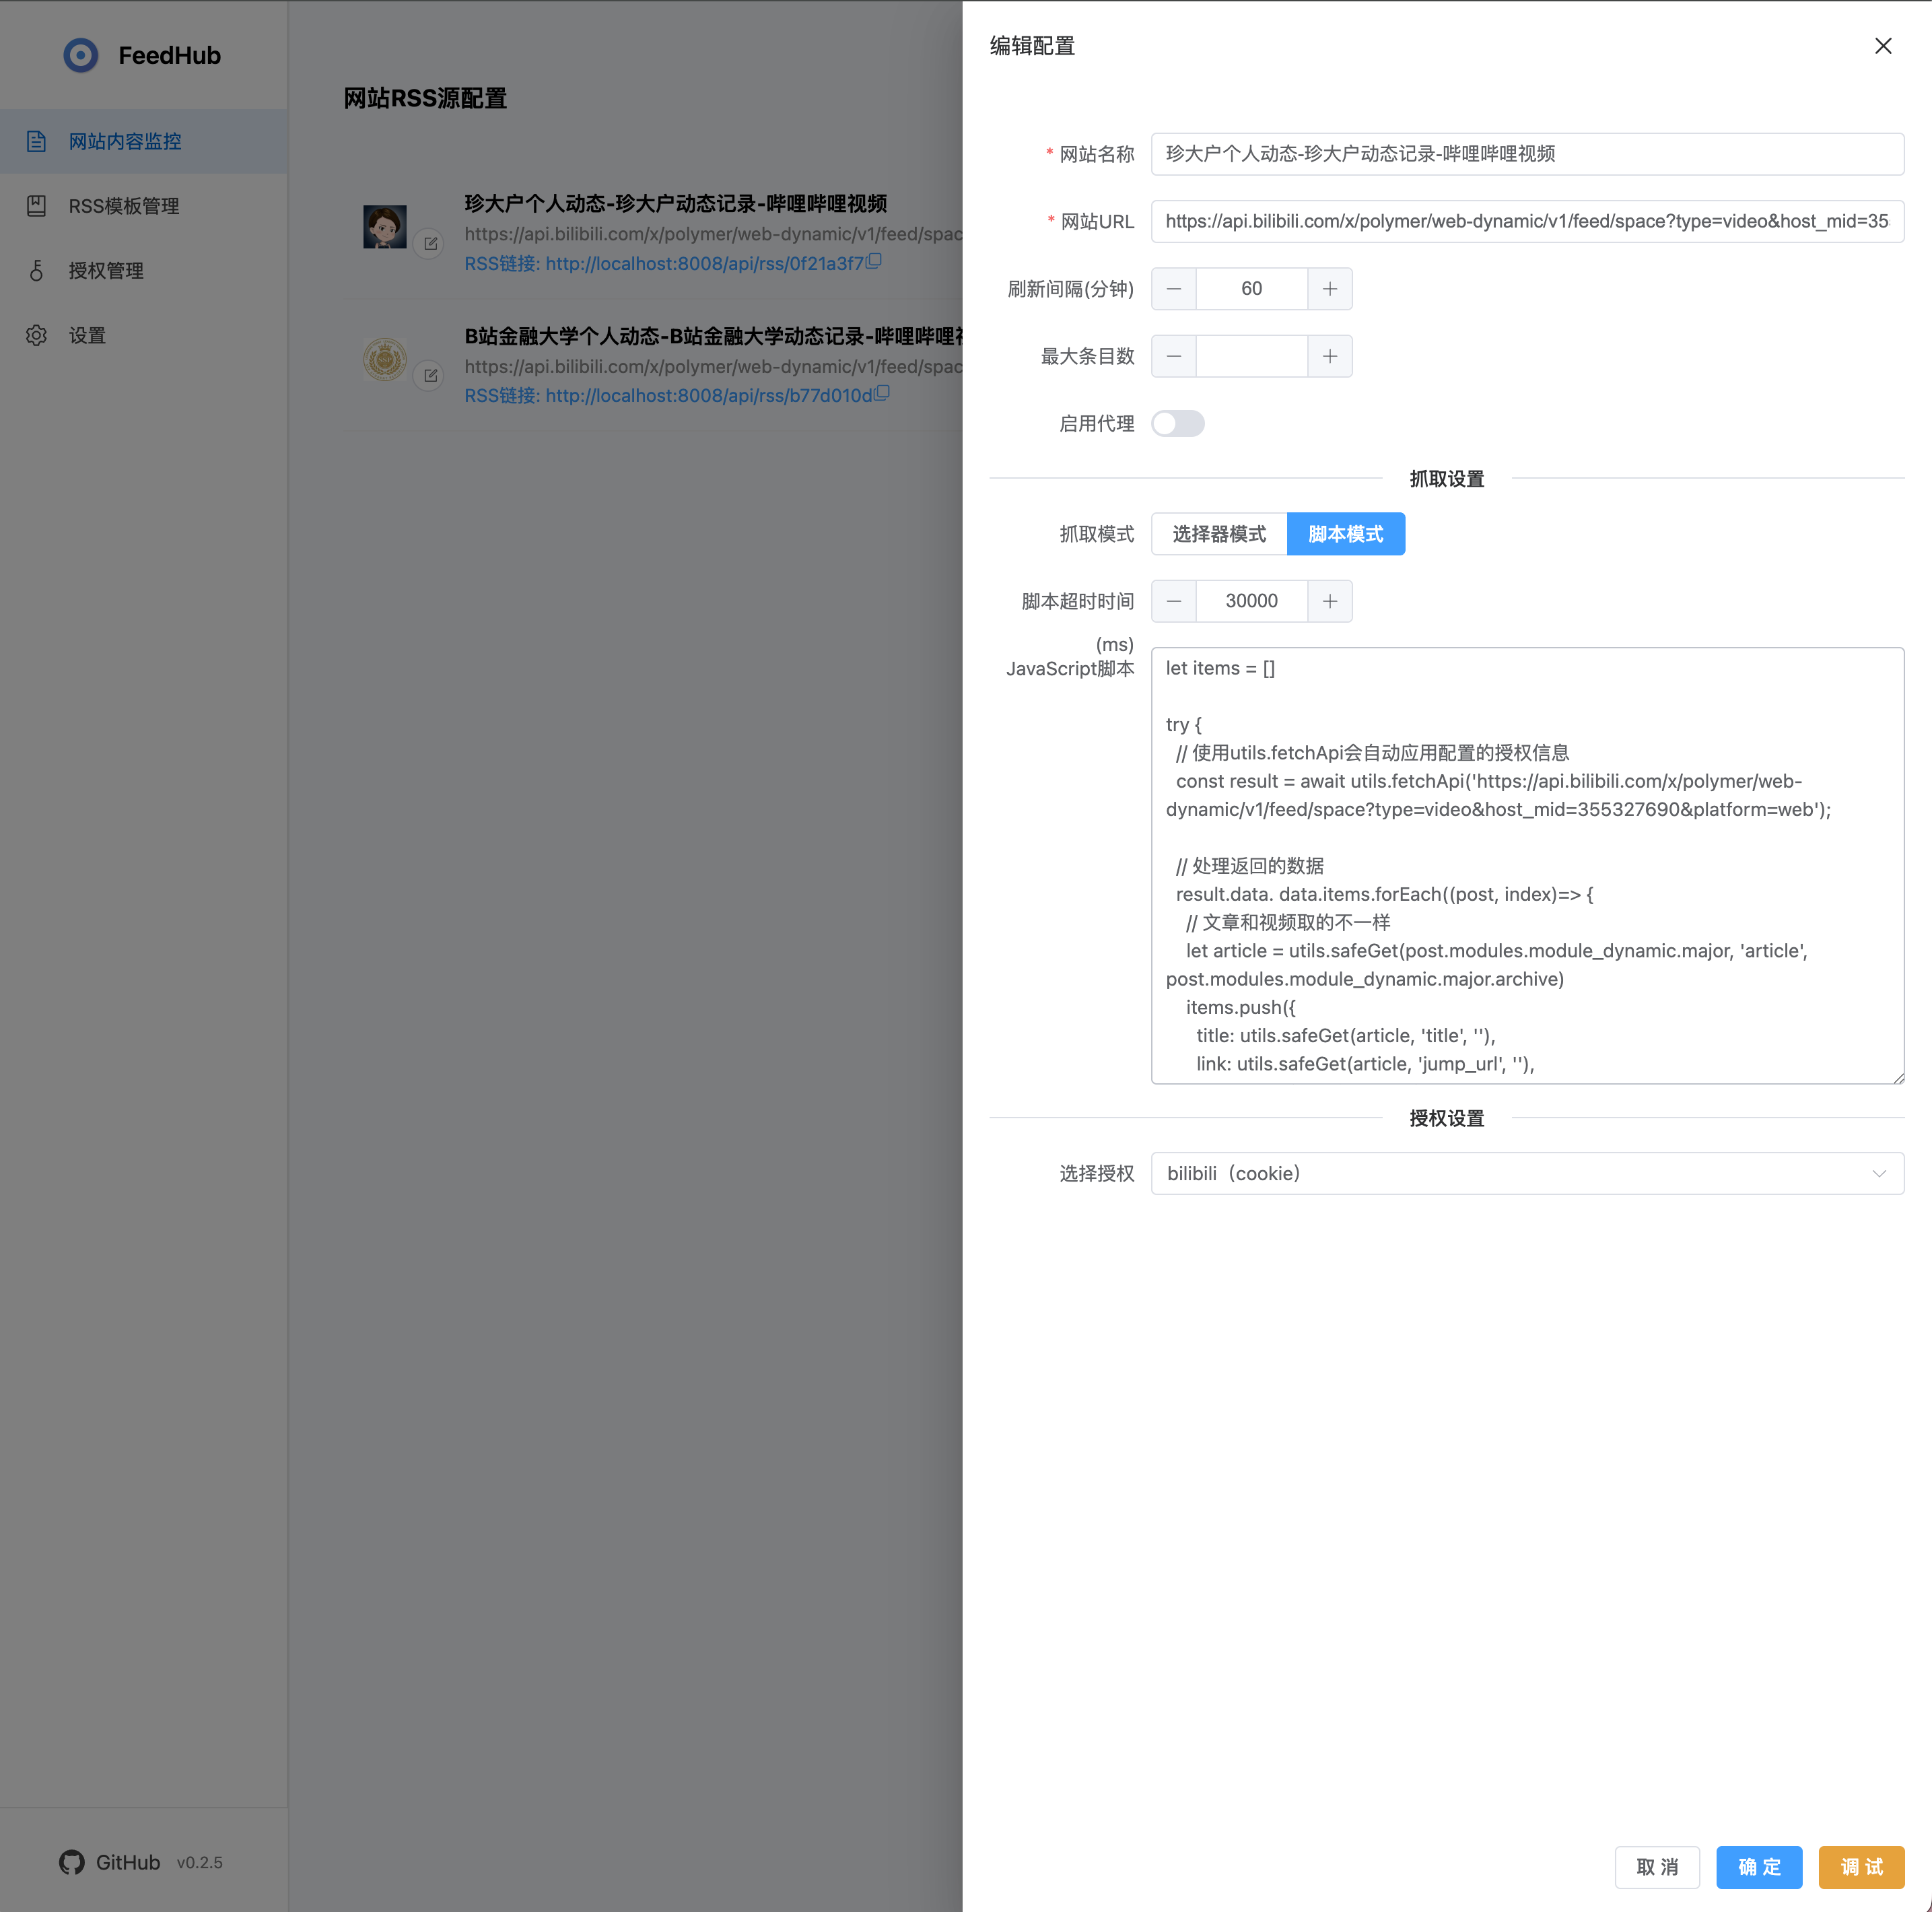 FeedHub
网站内容监控
RSS模板管理
授权管理
设置
GitHub v0.2.5
网站RSS源配置
珍大户个人动态-珍大户动态记录-哔哩哔哩视频
https://api.bilibili.com/x/polymer/web-dynamic/v1/feed/spac
RSS链接: http://localhost:8008/api/rss/0f21a3f7
B站金融大学个人动态-B站金融大学动态记录-哔哩哔哩视
https://api.bilibili.com/x/polymer/web-dynamic/v1/feed/spac
RSS链接: http://localhost:8008/api/rss/b77d010d
编辑配置
* 网站名称 珍大户个人动态-珍大户动态记录-哔哩哔哩视频
* 网站URL https://api.bilibili.com/x/polymer/web-dynamic/v1/feed/space?type=video&host_mid=35
刷新间隔(分钟) 60
最大条目数
启用代理
抓取设置
抓取模式 选择器模式 脚本模式
脚本超时时间 30000
(ms)
JavaScript脚本
let items = []
try {
// 使用utils.fetchApi会自动应用配置的授权信息
const result = await utils.fetchApi('https://api.bilibili.com/x/polymer/web-
dynamic/v1/feed/space?type=video&host_mid=355327690&platform=web');
// 处理返回的数据
result.data. data.items.forEach((post, index)=> {
// 文章和视频取的不一样
let article = utils.safeGet(post.modules.module_dynamic.major, 'article',
post.modules.module_dynamic.major.archive)
items.push({
title: utils.safeGet(article, 'title', ''),
link: utils.safeGet(article, 'jump_url', ''),
授权设置
选择授权 bilibili（cookie）
取 消 确 定 调 试